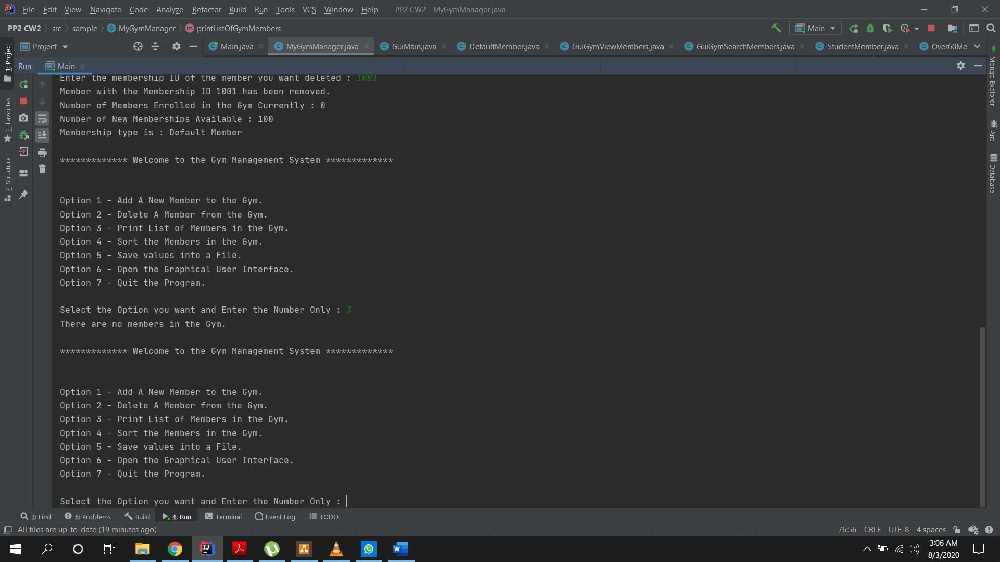 File Edit View Navigate Code Analyze Refactor Build Run Tools VCS Window Help PP2 CW2 - MyGymManager.java
PP2 CW2 src sample MyGymManager printListOfGymMembers Main
Project Main.java MyGymManager.java GuiMain.java DefaultMember.java GuiGymViewMembers.java GuiGymSearchMembers.java StudentMember.java Over60Me
Run: Main
1: Project
2: Favorites
7: Structure
Enter the membership ID of the member you want deleted : 1001
Member with the Membership ID 1001 has been removed.
Number of Members Enrolled in the Gym Currently : 0
Number of New Memberships Available : 100
Membership type is : Default Member
************* Welcome to the Gym Management System *************
Option 1 - Add A New Member to the Gym.
Option 2 - Delete A Member from the Gym.
Option 3 - Print List of Members in the Gym.
Option 4 - Sort the Members in the Gym.
Option 5 - Save values into a File.
Option 6 - Open the Graphical User Interface.
Option 7 - Quit the Program.
Select the Option you want and Enter the Number Only : 3
There are no members in the Gym.
************* Welcome to the Gym Management System *************
Option 1 - Add A New Member to the Gym.
Option 2 - Delete A Member from the Gym.
Option 3 - Print List of Members in the Gym.
Option 4 - Sort the Members in the Gym.
Option 5 - Save values into a File.
Option 6 - Open the Graphical User Interface.
Option 7 - Quit the Program.
Select the Option you want and Enter the Number Only :
Mongo Explorer
Ant
Database
3: Find 6: Problems Build 4: Run Terminal Event Log TODO
All files are up-to-date (19 minutes ago) 76:56 CRLF UTF-8 4 spaces
3:06 AM
8/3/2020